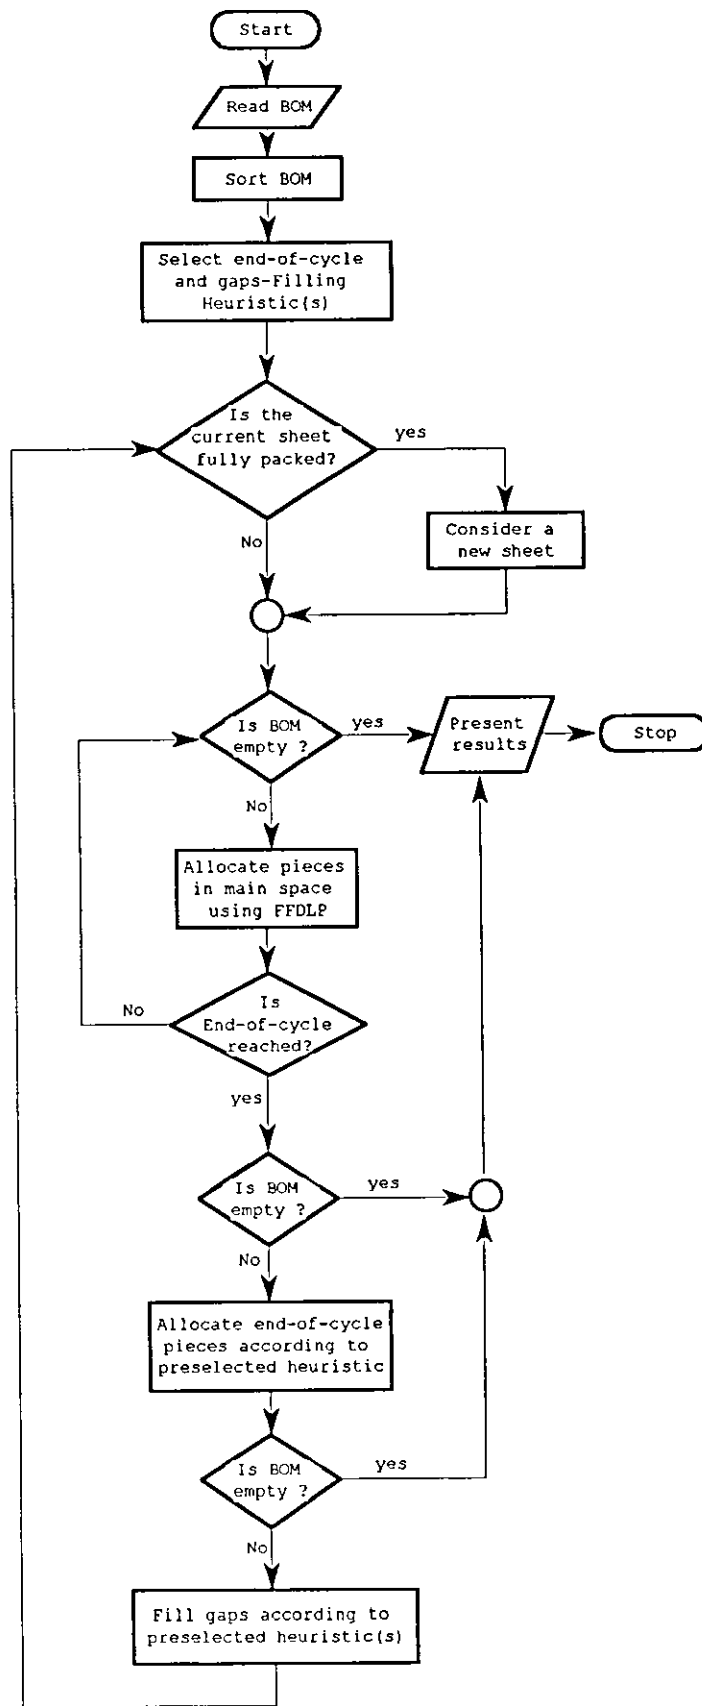 Start
Read BOM
Sort BOM
Select end-of-cycle
and gaps-Filling
Heuristic(s)
Is the
current sheet
fully packed?
yes
Consider a
new sheet
No
Is BOM
empty ?
yes
Present
results
Stop
No
Allocate pieces
in main space
using FFDLP
Is
End-of-cycle
reached?
No
yes
Is BOM
empty ?
yes
No
Allocate end-of-cycle
pieces according to
preselected heuristic
Is BOM
empty ?
yes
No
Fill gaps according to
preselected heuristic(s)